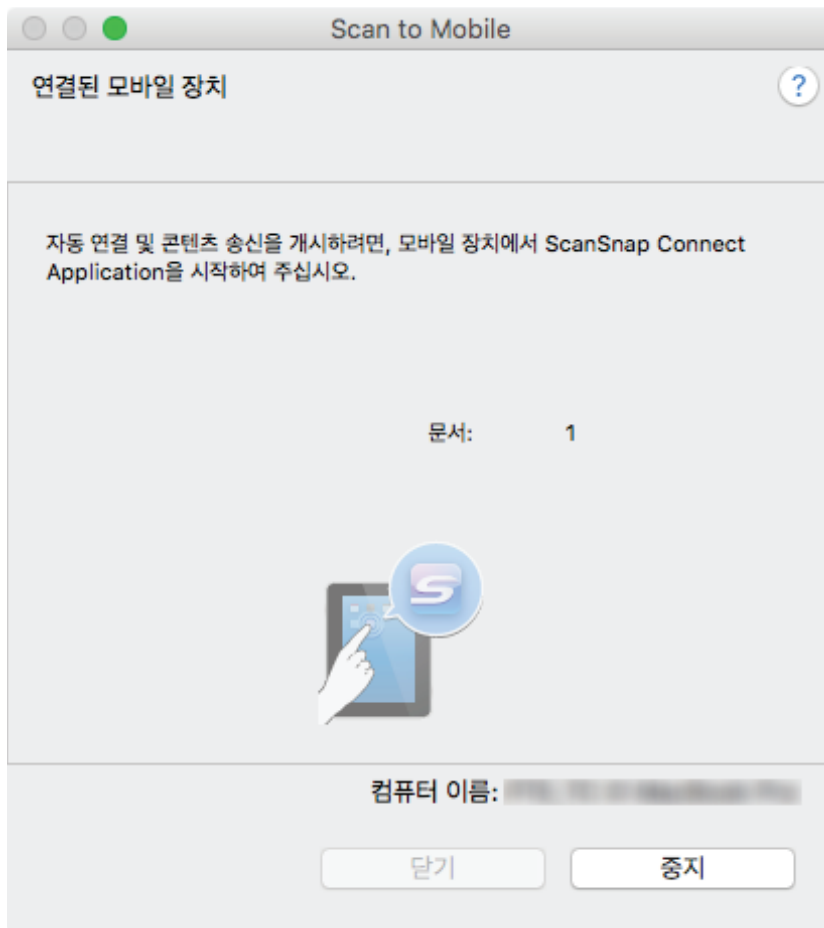 Scan to Mobile
연결된 모바일 장치
?
자동 연결 및 콘텐츠 송신을 개시하려면, 모바일 장치에서 ScanSnap Connect
Application을 시작하여 주십시오.
문서: 1
S
컴퓨터 이름:
닫기
중지